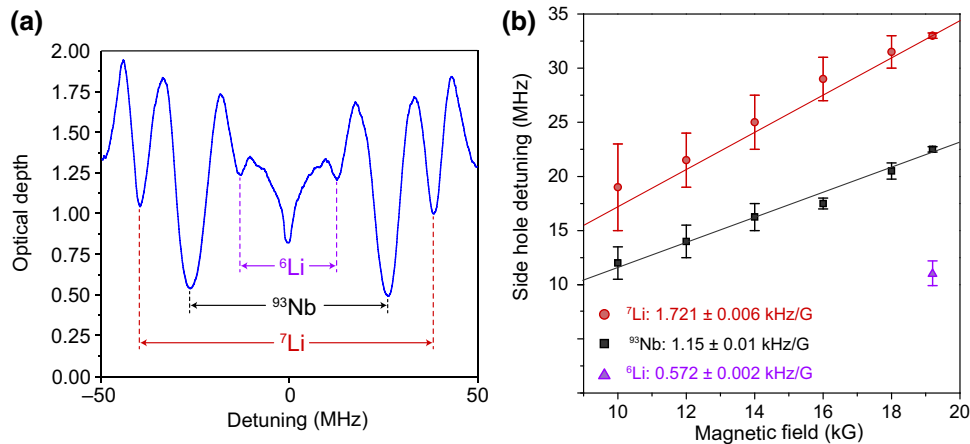 (a)
2.00
1.75
1.50
1.25
1.00
0.75
0.50
0.25
0.00
Optical depth
⁶Li
⁹³Nb
⁷Li
–50
0
50
Detuning (MHz)
(b)
35
30
25
20
15
10
Side hole detuning (MHz)
⁷Li: 1.721 ± 0.006 kHz/G
⁹³Nb: 1.15 ± 0.01 kHz/G
⁶Li: 0.572 ± 0.002 kHz/G
10 12 14 16 18 20
Magnetic field (kG)